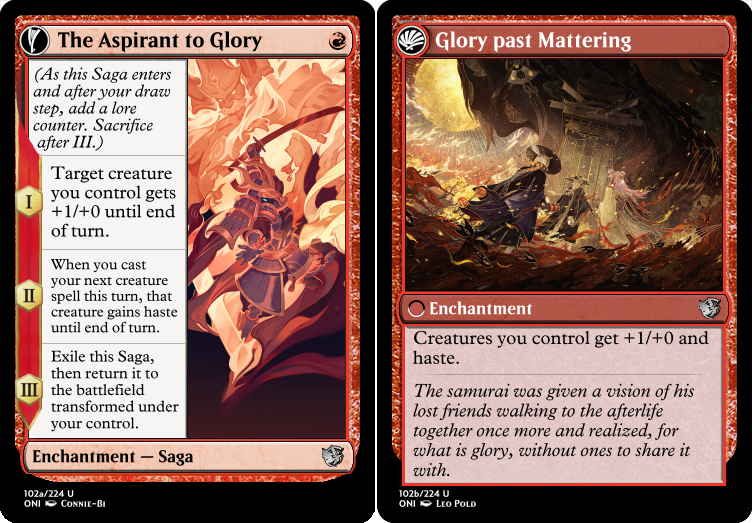 The Aspirant to Glory
(As this Saga enters
and after your draw
step, add a lore
counter. Sacrifice
after III.)
I
Target creature
you control gets
+1/+0 until end
of turn.
II
When you cast
your next creature
spell this turn, that
creature gains haste
until end of turn.
III
Exile this Saga,
then return it to
the battlefield
transformed under
your control.
Enchantment — Saga
102a/224 U
ONI Connie-Bi
Glory past Mattering
Enchantment
Creatures you control get +1/+0 and
haste.
The samurai was given a vision of his
lost friends walking to the afterlife
together once more and realized, for
what is glory, without ones to share it
with.
102b/224 U
ONI Leo Pold